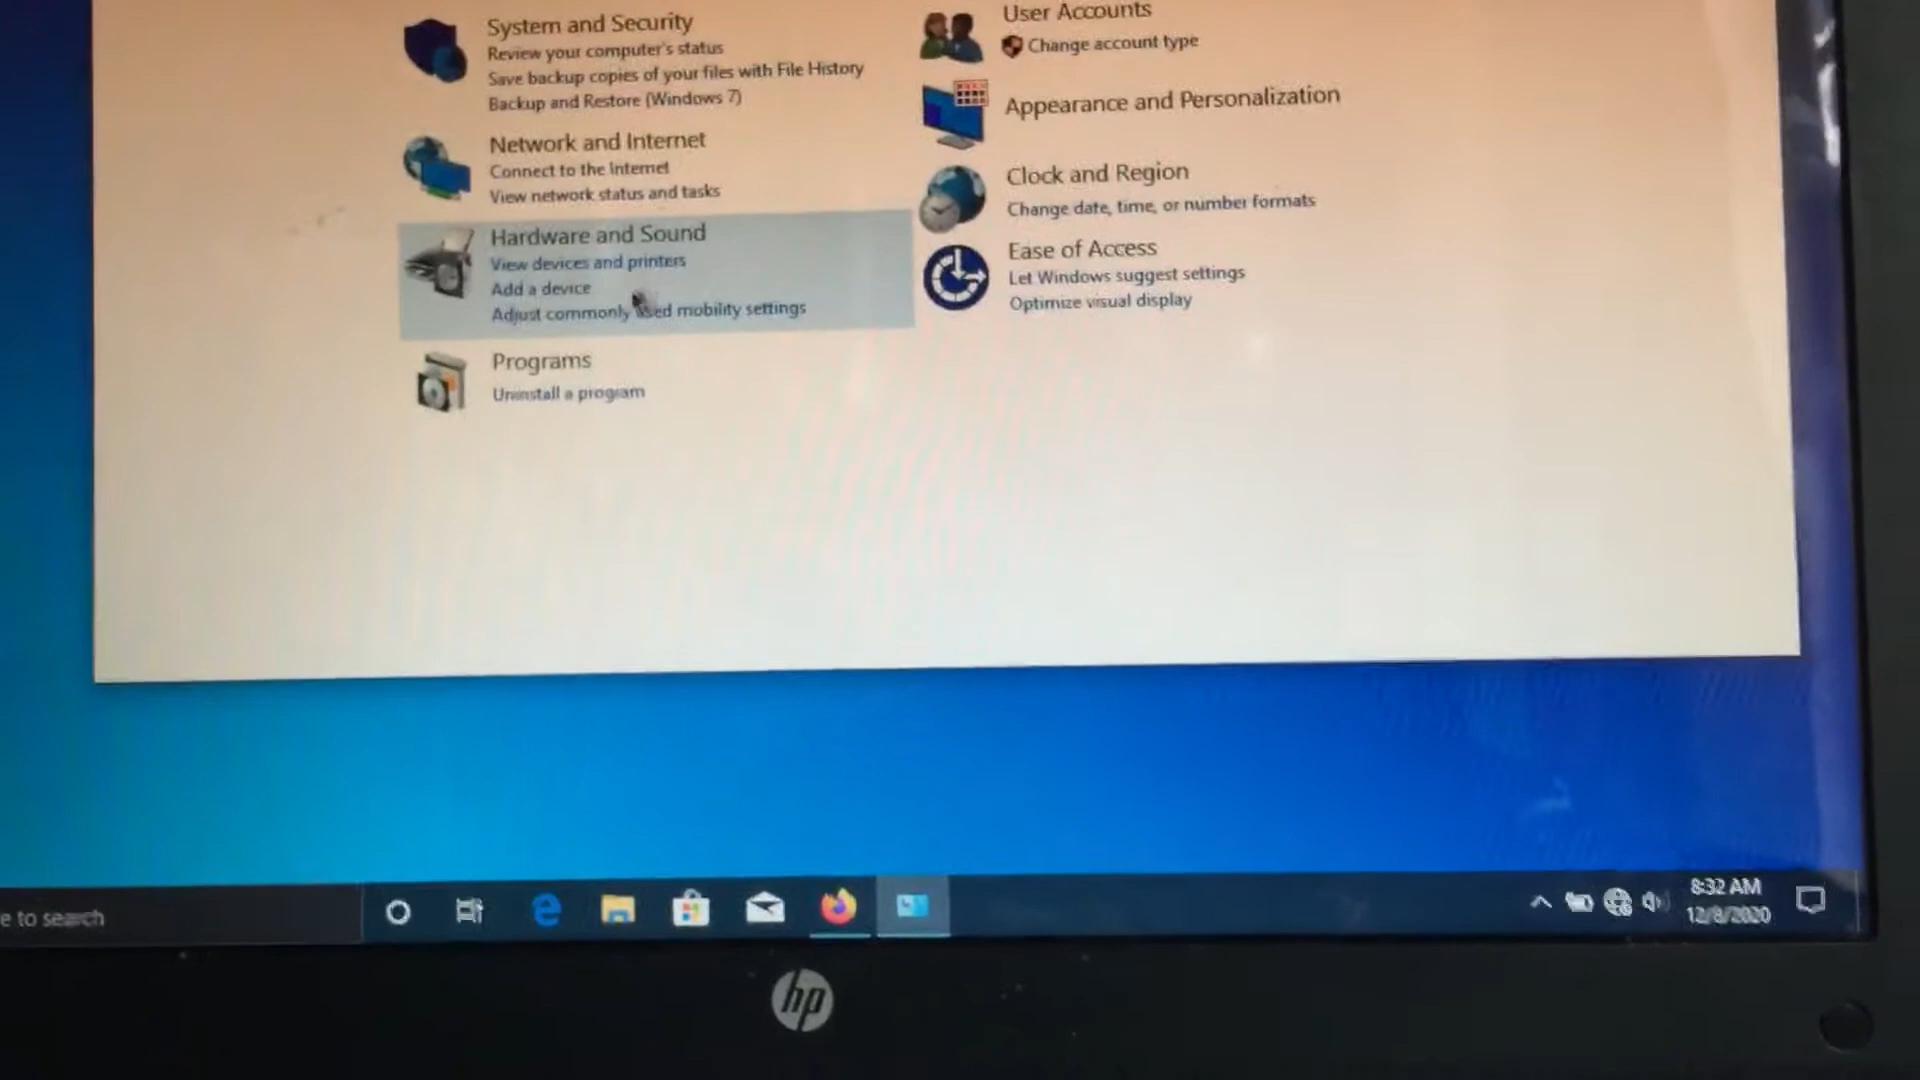 System and Security
Review your computer's status
Save backup copies of your files with File History
Backup and Restore (Windows 7)
Network and Internet
Connect to the Internet
View network status and tasks
Hardware and Sound
View devices and printers
Add a device
Adjust commonly used mobility settings
Programs
Uninstall a program
User Accounts
Change account type
Appearance and Personalization
Clock and Region
Change date, time, or number formats
Ease of Access
Let Windows suggest settings
Optimize visual display
e to search
8:32 AM
12/8/2020
hp